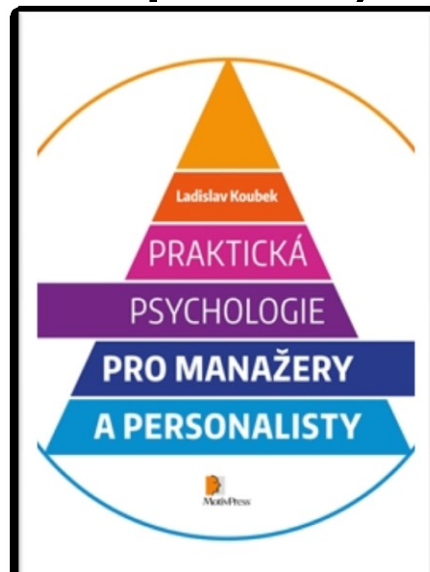 Ladislav Koubek
PRAKTICKÁ
PSYCHOLOGIE
PRO MANAŽERY
A PERSONALISTY
MotivPress